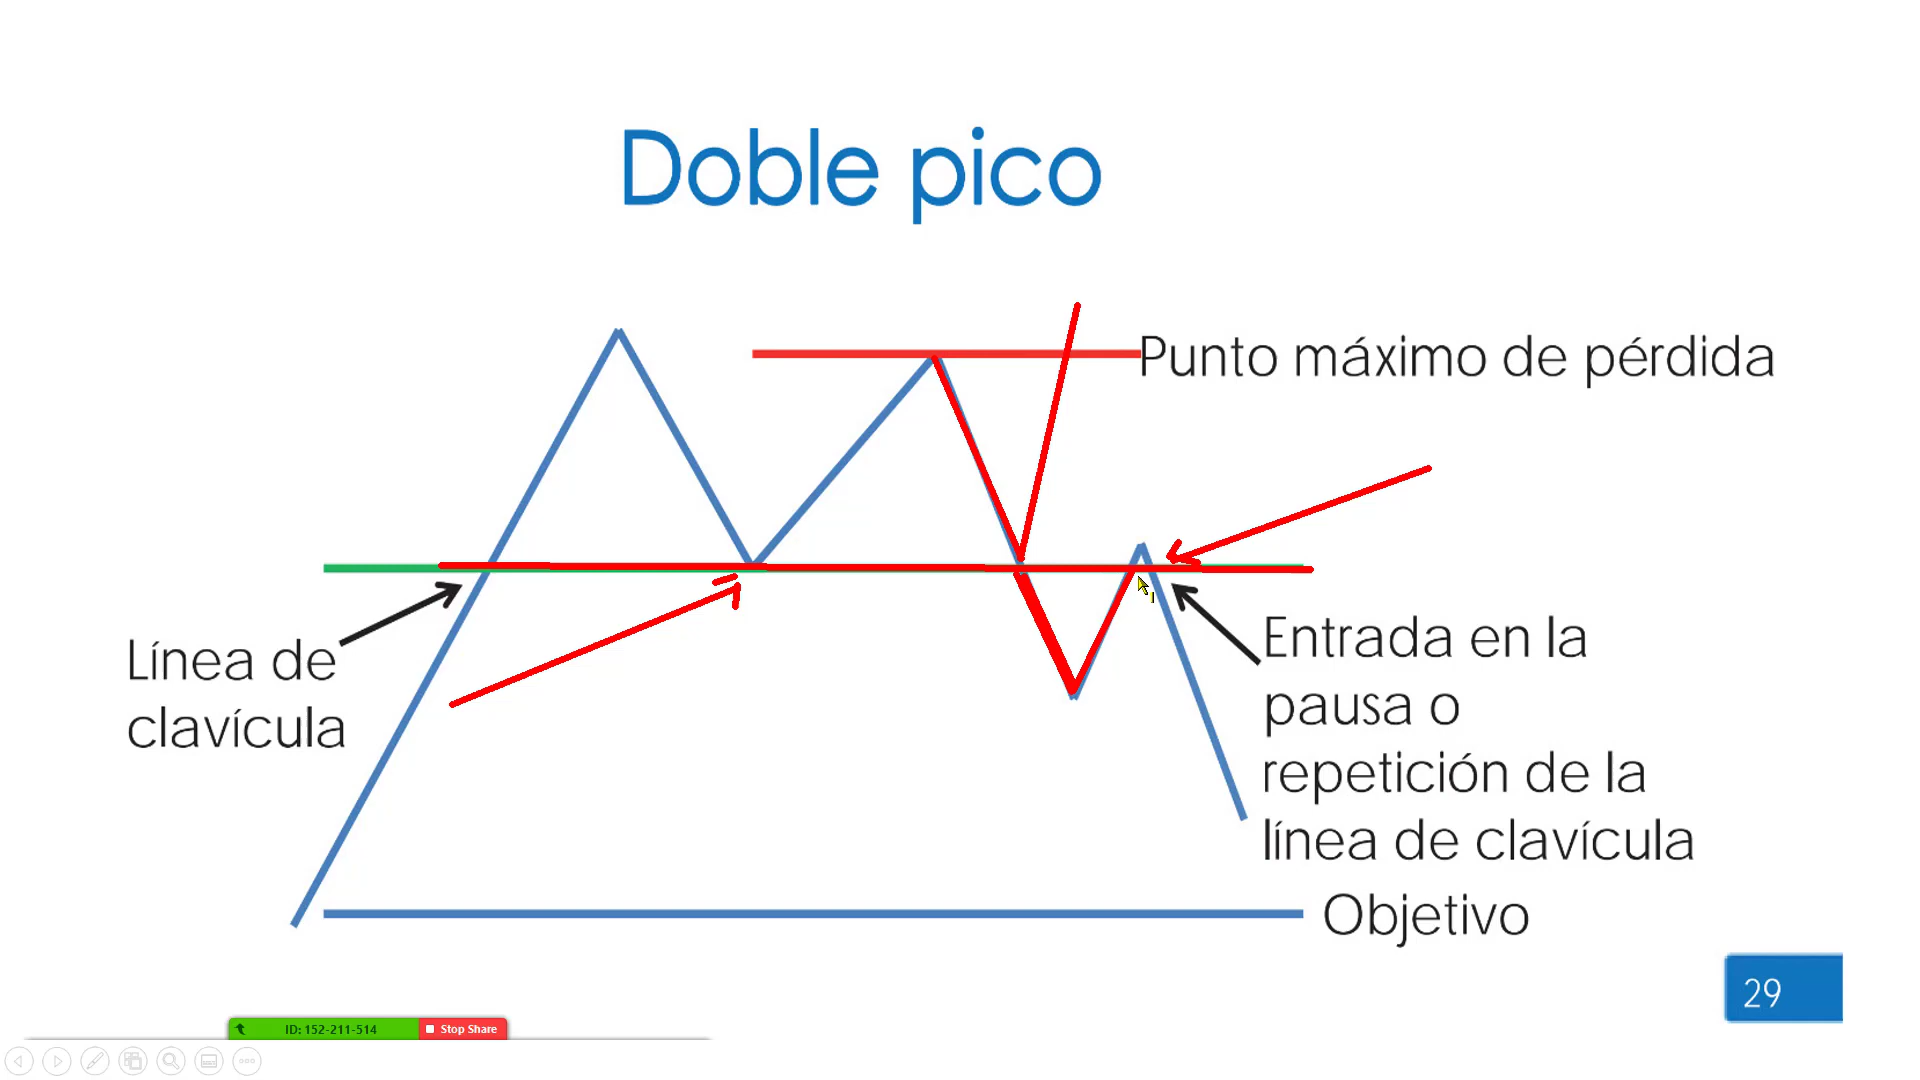 Doble pico
Punto máximo de pérdida
Línea de
clavícula
Entrada en la
pausa o
repetición de la
línea de clavícula
Objetivo
29
ID: 152-211-514
Stop Share